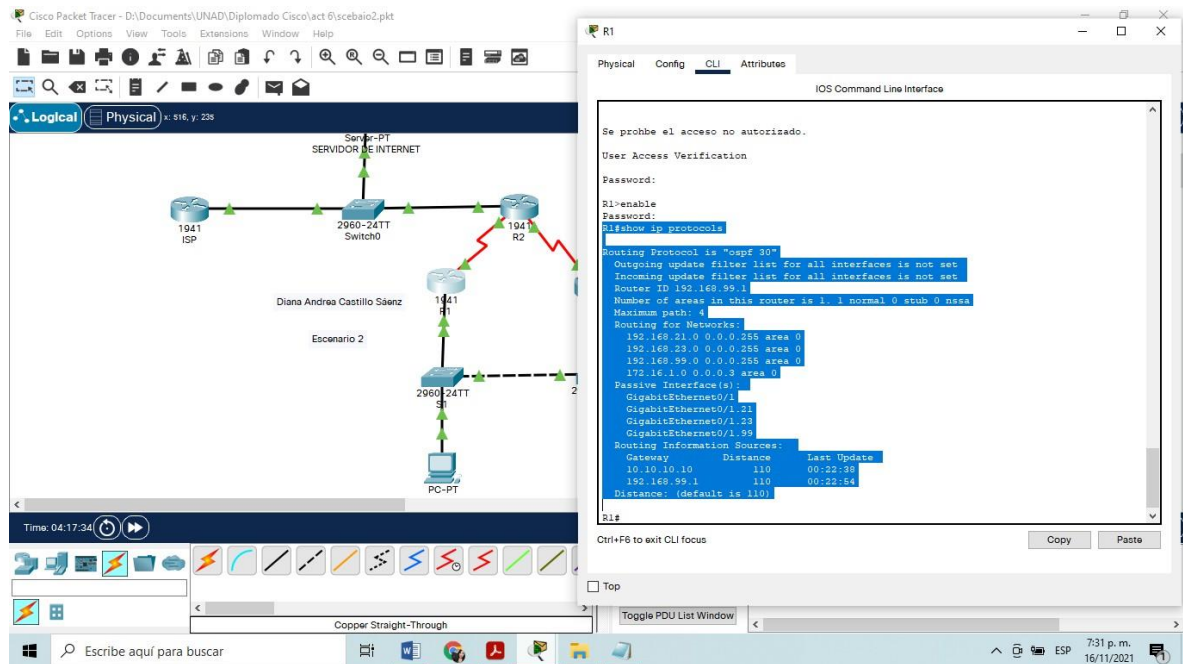 Cisco Packet Tracer - D:\Documents\UNAD\Diplomado Cisco\act 6\scebaio2.pkt
File Edit Options View Tools Extensions Window Help
Logical Physical x: 516, y: 235
Server-PT
SERVIDOR DE INTERNET
1941
ISP
2960-24TT
Switch0
1941
R2
1941
R1
Diana Andrea Castillo Sáenz
Escenario 2
2960-24TT
S1
2
PC-PT
Time: 04:17:34
Copper Straight-Through
R1
Physical Config CLI Attributes
IOS Command Line Interface
Se prohbe el acceso no autorizado.
User Access Verification
Password:
R1>enable
Password:
R1#show ip protocols
Routing Protocol is "ospf 30"
Outgoing update filter list for all interfaces is not set
Incoming update filter list for all interfaces is not set
Router ID 192.168.99.1
Number of areas in this router is 1. 1 normal 0 stub 0 nssa
Maximum path: 4
Routing for Networks:
192.168.21.0 0.0.0.255 area 0
192.168.23.0 0.0.0.255 area 0
192.168.99.0 0.0.0.255 area 0
172.16.1.0 0.0.0.3 area 0
Passive Interface(s):
GigabitEthernet0/1
GigabitEthernet0/1.21
GigabitEthernet0/1.23
GigabitEthernet0/1.99
Routing Information Sources:
Gateway Distance Last Update
10.10.10.10 110 00:22:38
192.168.99.1 110 00:22:54
Distance: (default is 110)
R1#
Ctrl+F6 to exit CLI focus
Copy Paste
Top
Toggle PDU List Window
Escribe aquí para buscar
ESP
7:31 p. m.
16/11/2021
1